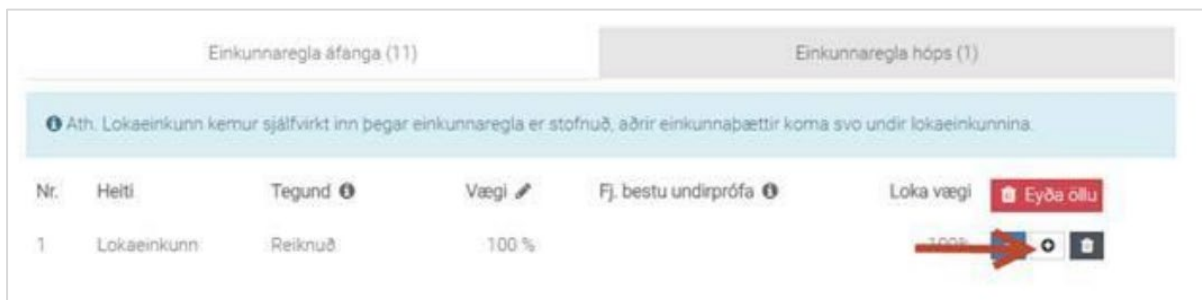 Einkunnaregla áfanga (11) Einkunnaregla hóps (1)
Ath. Lokaeinkunn kemur sjálfvirkt inn þegar einkunnaregla er stofnuð, aðrir einkunnaþættir koma svo undir lokaeinkunnina.
Nr. Heiti Tegund Vægi Fj. bestu undirprófa Loka vægi Eyða öllu
1 Lokaeinkunn Reiknuð 100 % 100%